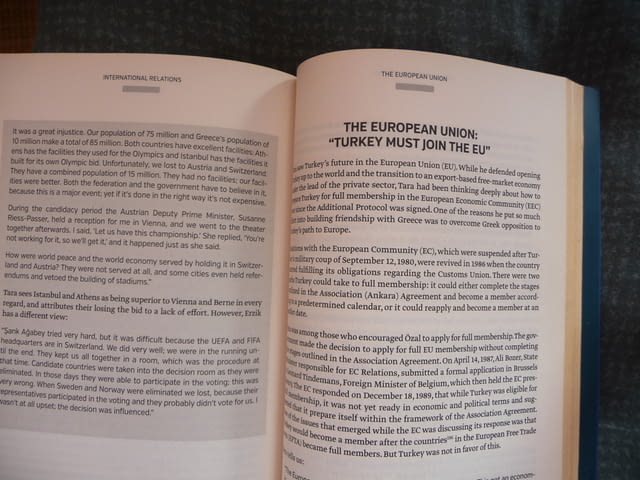 INTERNATIONAL RELATIONS
it was a great injustice. Our population of 75 million and Greece's population of
10 million make a total of 85 million. Both countries have excellent facilities; Ath-
ens has the facilities they used for the Olympics and Istanbul has the facilities it
built for its own Olympic bid. Unfortunately, we lost to Austria and Switzerland.
They have a combined population of 15 million. They had no facilities; our facil-
ities were better. Both the federation and the government have to believe in it,
because this is a major event; yet if it's done in the right way it's not expensive.
During the candidacy period the Austrian Deputy Prime Minister, Susanne
Riess-Passer, held a reception for me in Vienna, and we went to the theater
together afterwards. I said, 'Let us have this championship.' She replied, 'You're
not working for it, so we'll get it,' and it happened just as she said.
How were world peace and the world economy served by holding it in Switzer-
land and Austria? They were not served at all, and some cities even held refer-
endums and vetoed the building of stadiums."
Tara sees Istanbul and Athens as being superior to Vienna and Berne in every
regard, and attributes their losing the bid to a lack of effort. However, Erzik
has a different view:
"Şarık Ağabey tried very hard, but it was difficult because the UEFA and FIFA
headquarters are in Switzerland. We did very well; we were in the running un-
til the end. They kept us all together in a room, which was the procedure at
that time. Candidate countries were taken into the decision room as they were
eliminated. In those days they were able to participate in the voting; this was
very wrong. When Sweden and Norway were eliminated we lost, because their
representatives participated in the voting and they probably didn't vote for us. I
wasn't at all upset; the decision was influenced."
THE EUROPEAN UNION
THE EUROPEAN UNION:
"TURKEY MUST JOIN THE EU"
Turkey's future in the European Union (EU). While he defended opening
up to the world and the transition to an export-based free-market economy
the lead of the private sector, Tara had been thinking deeply about how to
Turkey for full membership in the European Economic Community (EEC)
since the Additional Protocol was signed. One of the reasons he put so much
into building friendship with Greece was to overcome Greek opposition to
path to Europe.
with the European Community (EC), which were suspended after Tur-
military coup of September 12, 1980, were revived in 1986 when the country
fulfilling its obligations regarding the Customs Union. There were two
Turkey could take to full membership: it could either complete the stages
in the Association (Ankara) Agreement and become a member accord-
a predetermined calendar, or it could reapply and become a member at an
date.
was among those who encouraged Özal to apply for full membership. The gov-
made the decision to apply for full EU membership without completing
outlined in the Association Agreement. On April 14, 1987, Ali Bozer, State
responsible for EC Relations, submitted a formal application in Brussels
Tindemans, Foreign Minister of Belgium, which then held the EC pres-
The EC responded on December 18, 1989, that while Turkey was eligible for
membership, it was not yet ready in economic and political terms and sug-
that it prepare itself within the framework of the Association Agreement.
of the issues that emerged while the EC was discussing its response was that
would become a member after the countries in the European Free Trade
(EFTA) became full members. But Turkey was not in favor of this.
us: